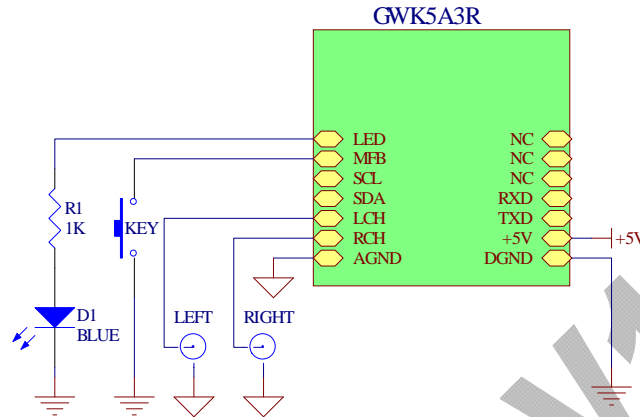 GWK5A3R
LED
MFB
SCL
SDA
LCH
RCH
AGND
NC
NC
NC
RXD
TXD
+5V
DGND
+5V
R1
1K
KEY
D1
BLUE
LEFT
RIGHT